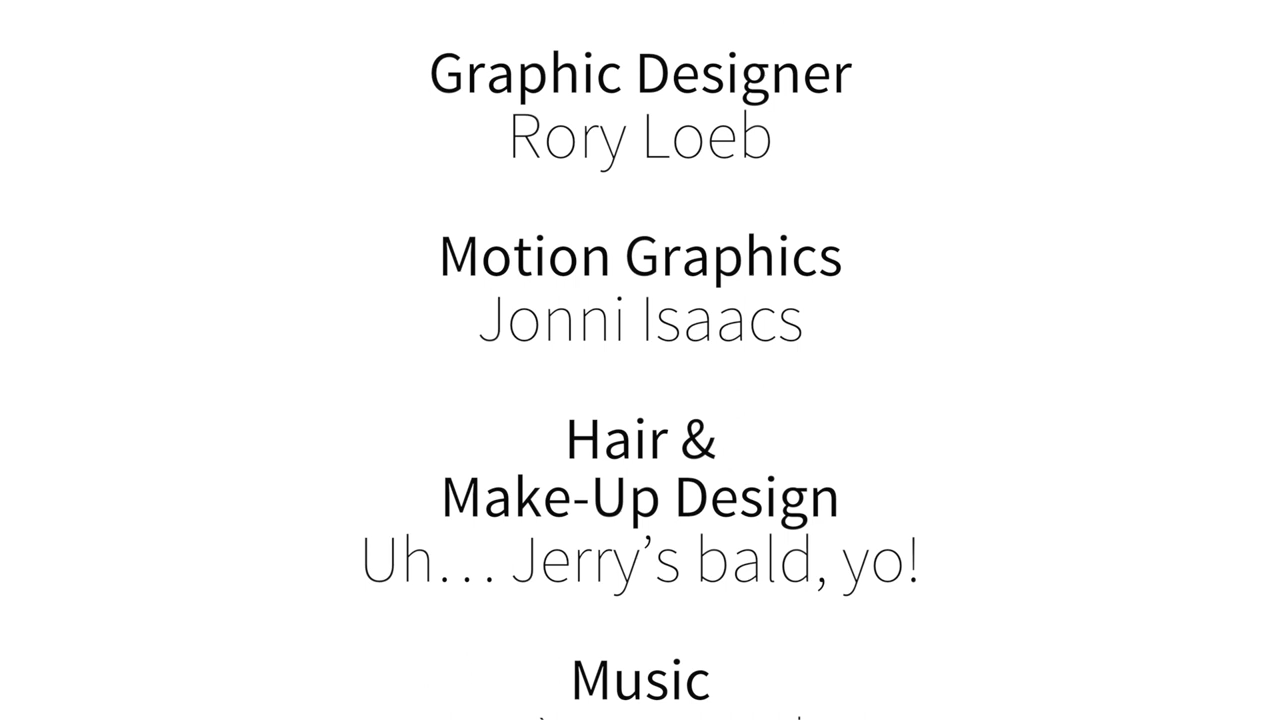 Graphic Designer
Rory Loeb
Motion Graphics
Jonni Isaacs
Hair &
Make-Up Design
Uh... Jerry’s bald, yo!
Music